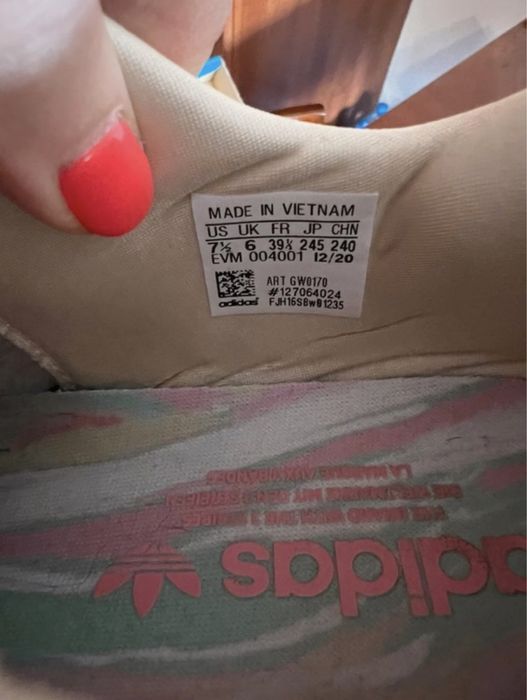 MADE IN VIETNAM
US UK FR JP CHN
7½ 6 39⅓ 245 240
EVM 004001 12/20
ART GW0170
#127064024
adidas FJH16S8W01235
adidas
THE BRAND WITH THE 3 STRIPES
DIE WELTMARKE MIT DEN 3 STREIFEN
LA MARQUE AUX 3 BANDES